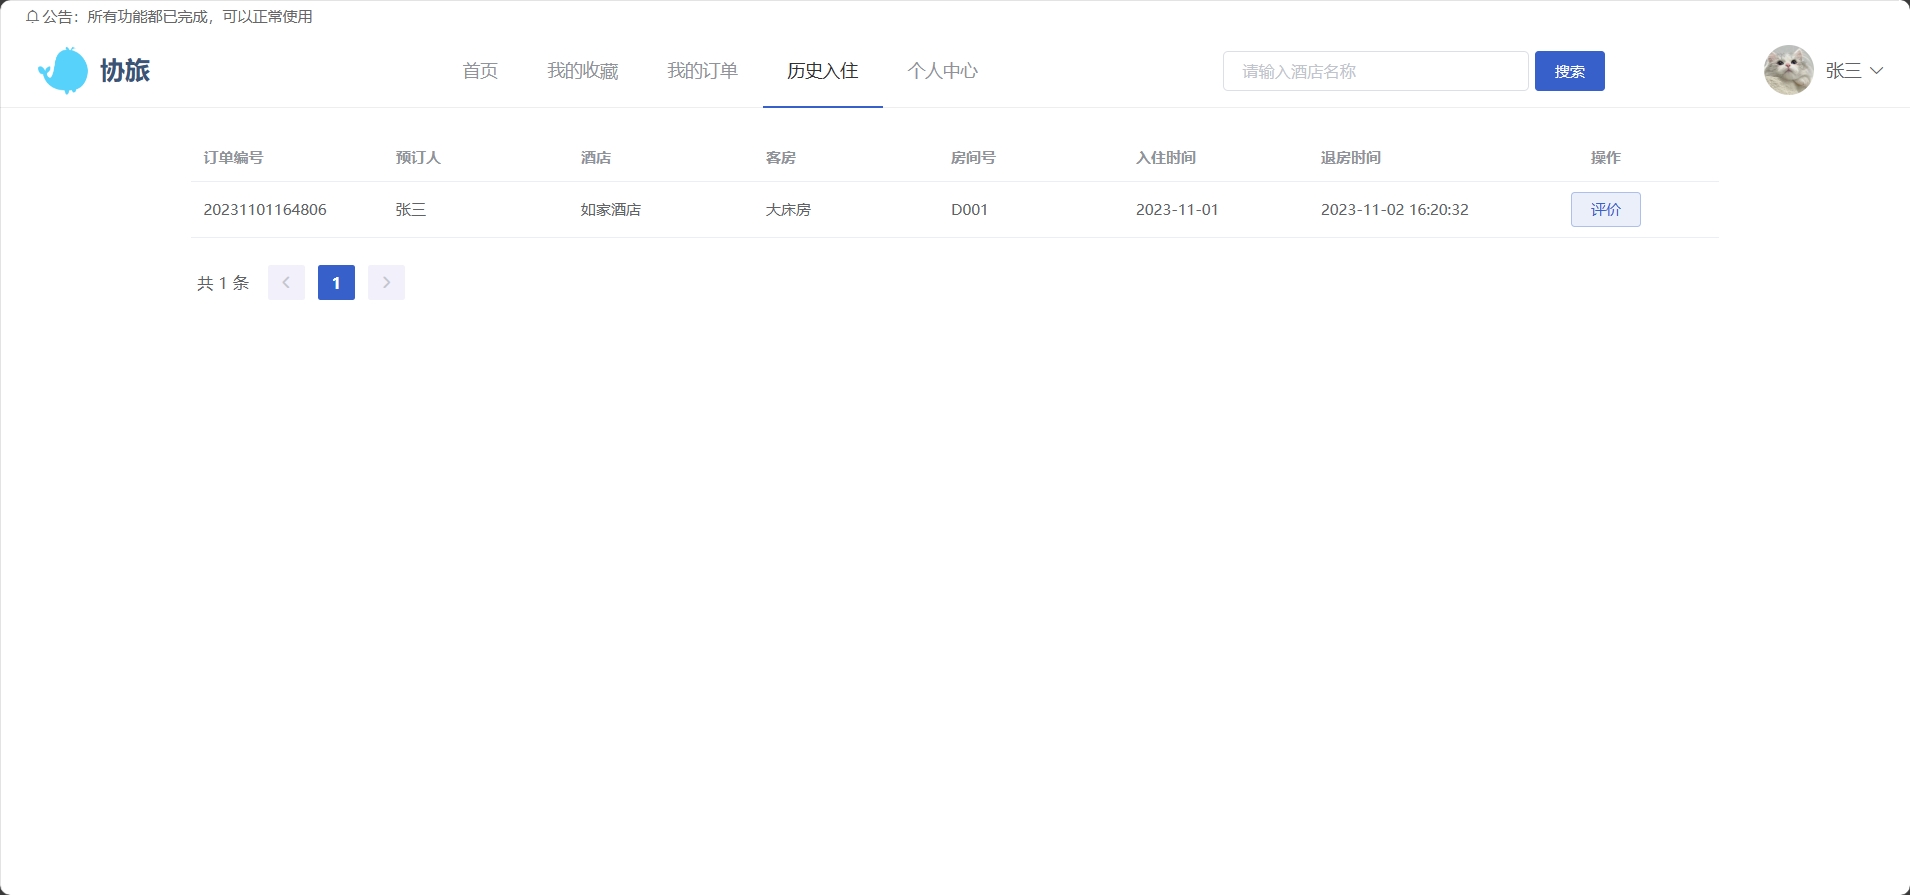 公告：所有功能都已完成，可以正常使用
协旅 首页 我的收藏 我的订单 历史入住 个人中心 请输入酒店名称 搜索 张三
订单编号 预订人 酒店 客房 房间号 入住时间 退房时间 操作
20231101164806 张三 如家酒店 大床房 D001 2023-11-01 2023-11-02 16:20:32 评价
共 1 条 1